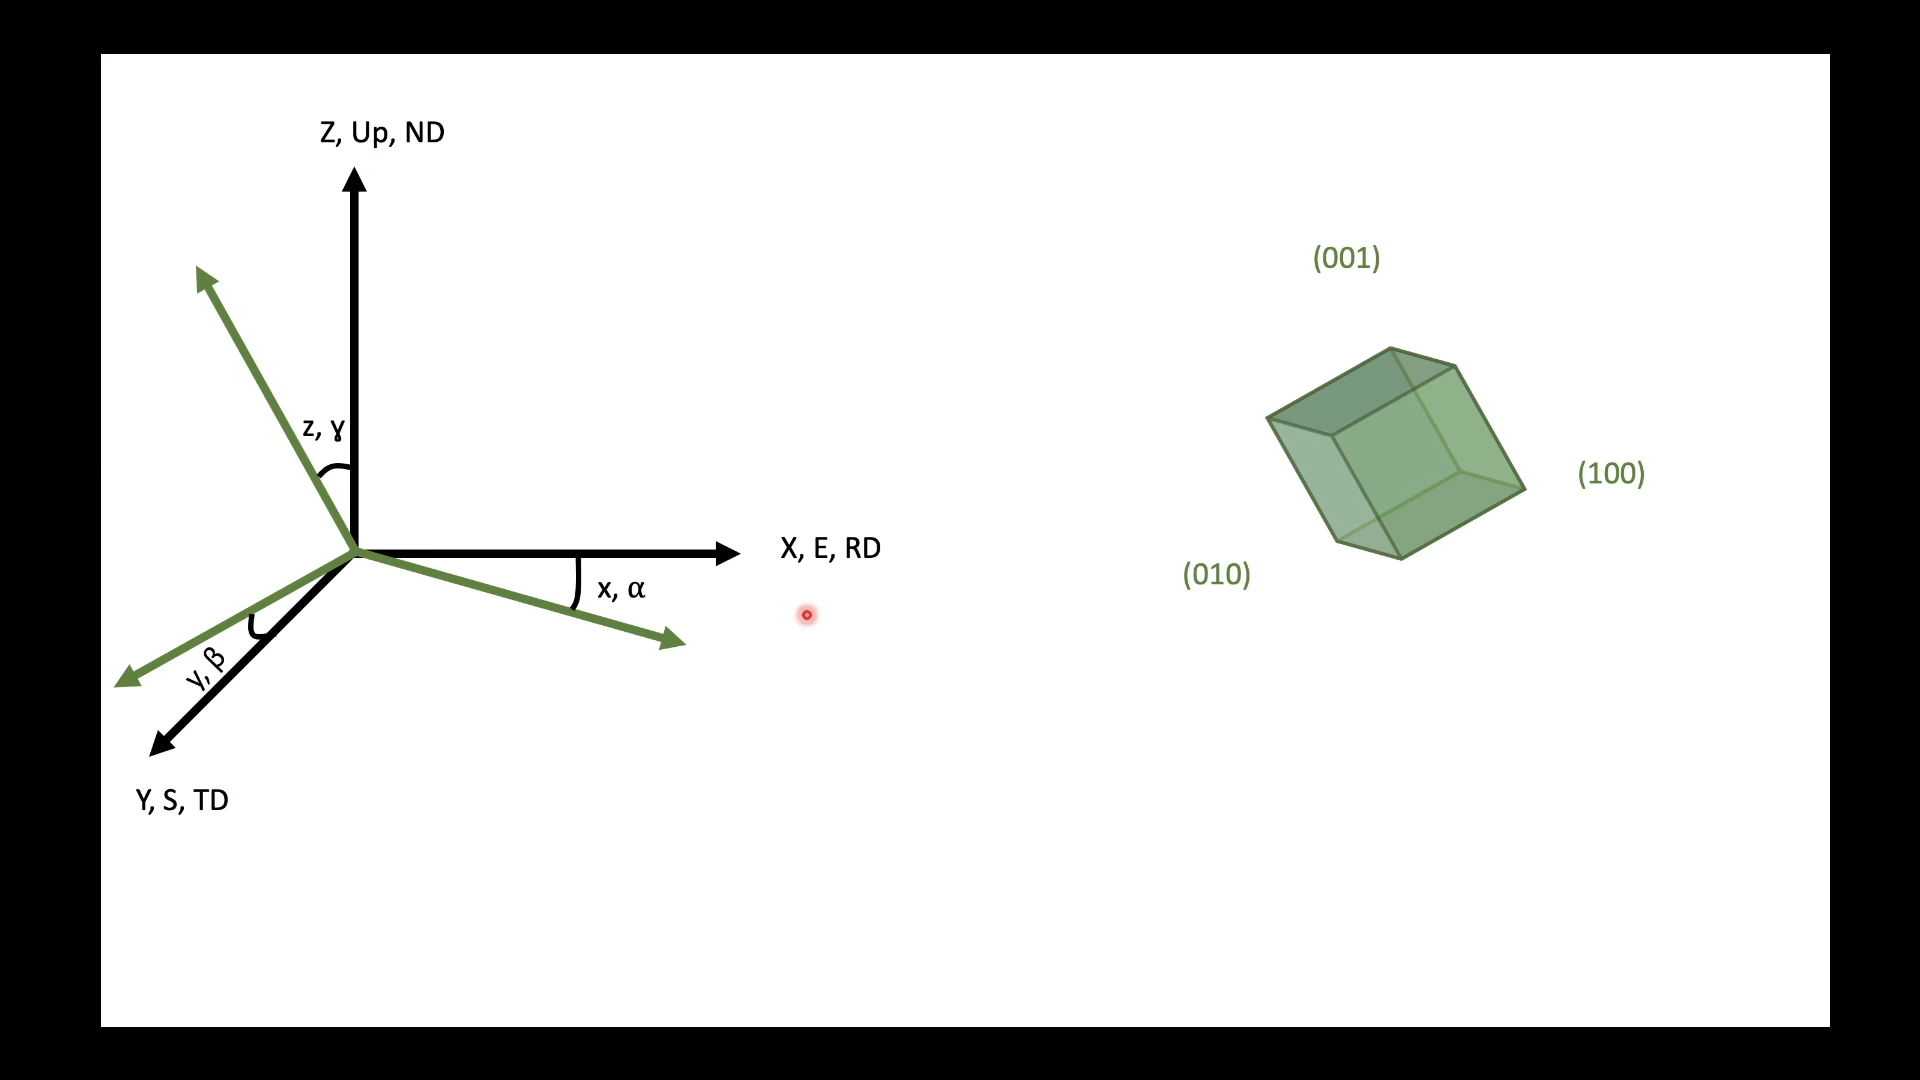 Z, Up, ND
(001)
z, ɣ
(100)
X, E, RD
x, α
(010)
y, β
Y, S, TD